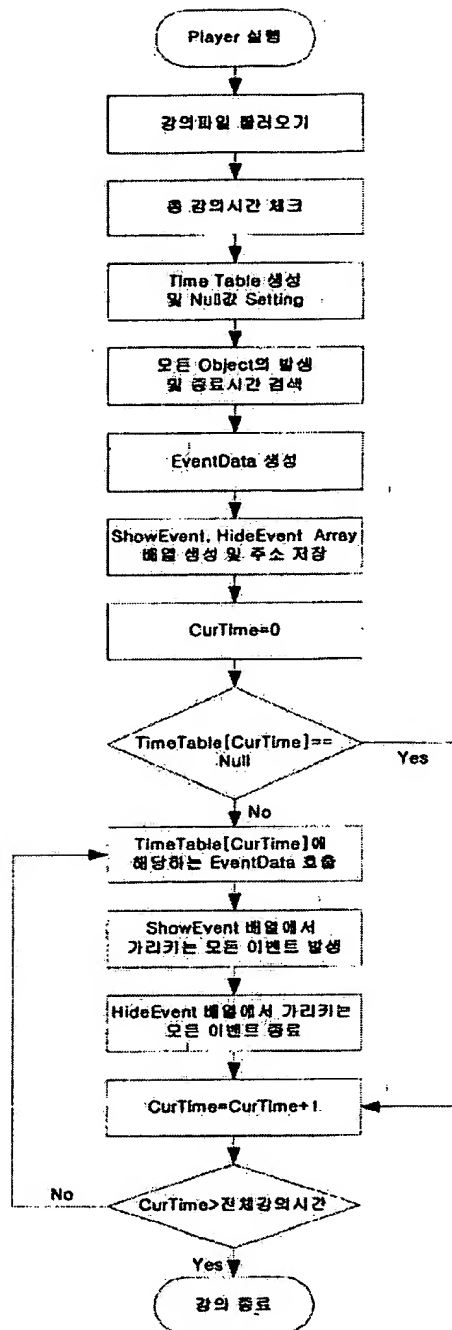 Player 실행
강의파일 불러오기
총 강의시간 체크
Time Table 생성
및 Null값 Setting
모든 Object의 발생
및 종료시간 검색
EventData 생성
ShowEvent, HideEvent Array
배열 생성 및 주소 저장
CurTime=0
TimeTable[CurTime]==
Null
Yes
No
TimeTable[CurTime]에
해당하는 EventData 호출
ShowEvent 배열에서
가리키는 모든 이벤트 발생
HideEvent 배열에서 가리키는
모든 이벤트 종료
CurTime=CurTime+1
No
CurTime>전체강의시간
Yes
강의 종료